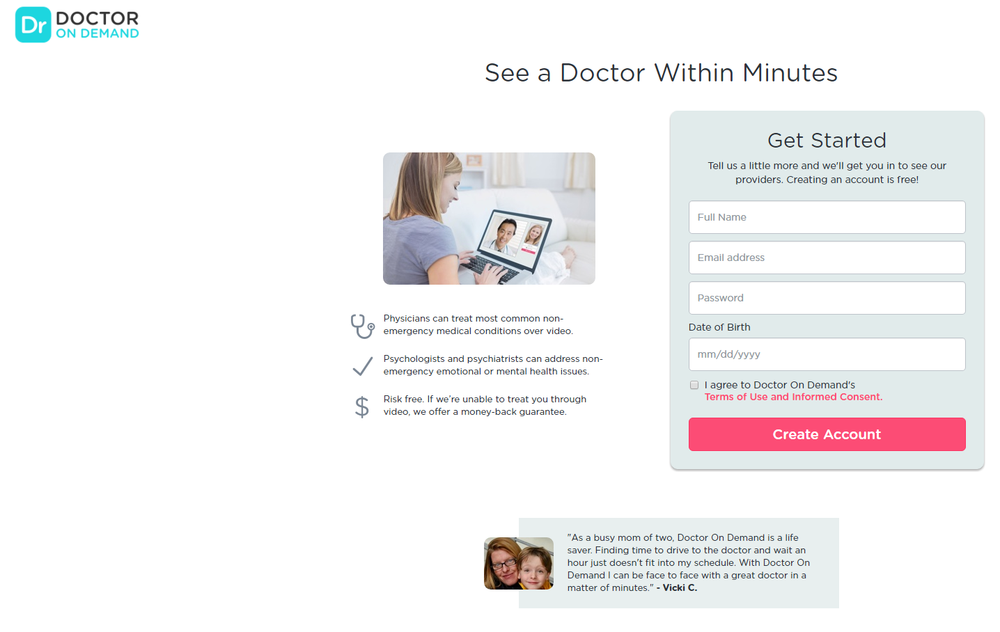 Dr DOCTOR
ON DEMAND
See a Doctor Within Minutes
Physicians can treat most common non-
emergency medical conditions over video.
Psychologists and psychiatrists can address non-
emergency emotional or mental health issues.
$
Risk free. If we're unable to treat you through
video, we offer a money-back guarantee.
Get Started
Tell us a little more and we'll get you in to see our
providers. Creating an account is free!
Full Name
Email address
Password
Date of Birth
mm/dd/yyyy
I agree to Doctor On Demand's
Terms of Use and Informed Consent.
Create Account
"As a busy mom of two, Doctor On Demand is a life
saver. Finding time to drive to the doctor and wait an
hour just doesn't fit into my schedule. With Doctor On
Demand I can be face to face with a great doctor in a
matter of minutes." - Vicki C.